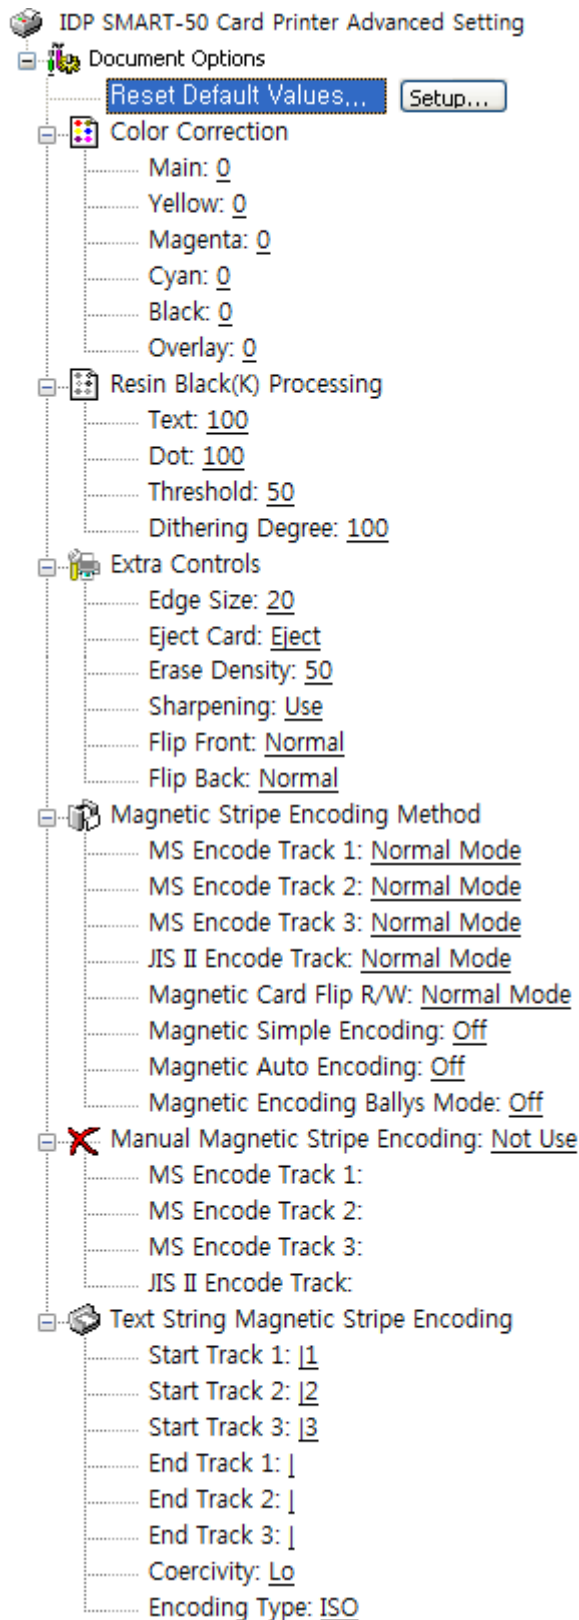 IDP SMART-50 Card Printer Advanced Setting
Document Options
Reset Default Values... Setup...
Color Correction
Main: 0
Yellow: 0
Magenta: 0
Cyan: 0
Black: 0
Overlay: 0
Resin Black(K) Processing
Text: 100
Dot: 100
Threshold: 50
Dithering Degree: 100
Extra Controls
Edge Size: 20
Eject Card: Eject
Erase Density: 50
Sharpening: Use
Flip Front: Normal
Flip Back: Normal
Magnetic Stripe Encoding Method
MS Encode Track 1: Normal Mode
MS Encode Track 2: Normal Mode
MS Encode Track 3: Normal Mode
JIS II Encode Track: Normal Mode
Magnetic Card Flip R/W: Normal Mode
Magnetic Simple Encoding: Off
Magnetic Auto Encoding: Off
Magnetic Encoding Ballys Mode: Off
Manual Magnetic Stripe Encoding: Not Use
MS Encode Track 1:
MS Encode Track 2:
MS Encode Track 3:
JIS II Encode Track:
Text String Magnetic Stripe Encoding
Start Track 1: |1
Start Track 2: |2
Start Track 3: |3
End Track 1: |
End Track 2: |
End Track 3: |
Coercivity: Lo
Encoding Type: ISO